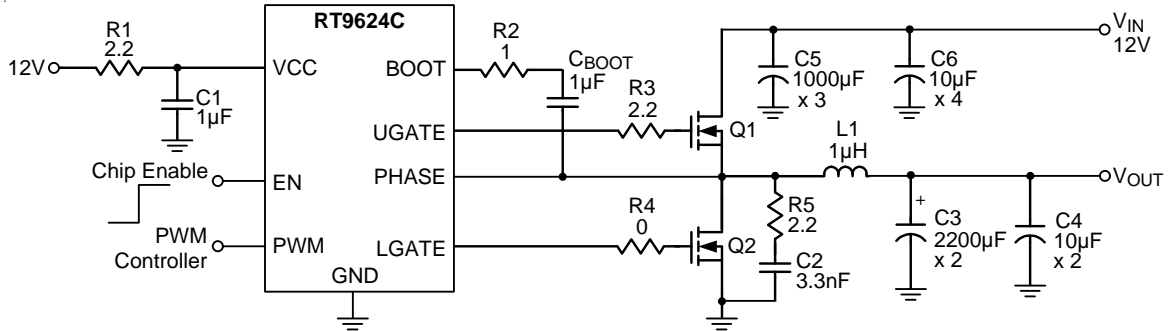 RT9624C
R1
2.2
12V
C1
1µF
Chip Enable
PWM
Controller
VCC
EN
PWM
GND
BOOT
UGATE
PHASE
LGATE
R2
1
CBOOT
1µF
R3
2.2
R4
0
Q1
Q2
R5
2.2
C2
3.3nF
L1
1µH
C5
1000µF
x 3
C6
10µF
x 4
VIN
12V
VOUT
+
C3
2200µF
x 2
C4
10µF
x 2